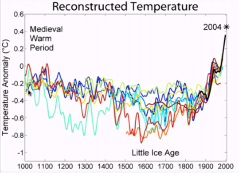 Reconstructed Temperature
0.6
0.4
0.2
0
-0.2
-0.4
-0.6
-0.8
-1
Temperature Anomaly (°C)
Medieval
Warm
Period
2004
*
Little Ice Age
1000 1100 1200 1300 1400 1500 1600 1700 1800 1900 2000